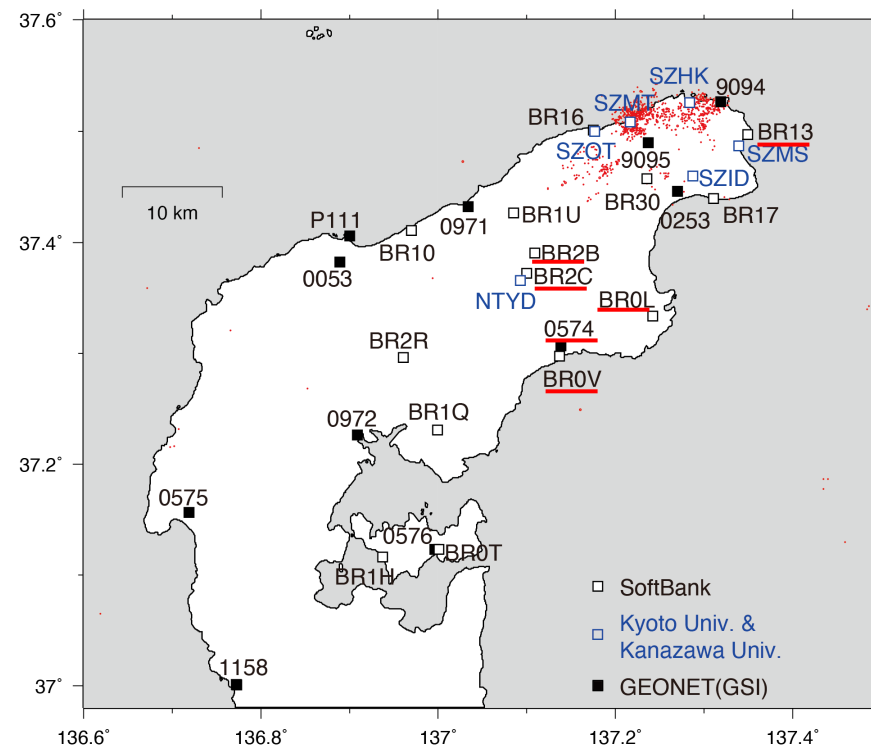 37.6°
SZHK
9094
SZMT
BR16
BR13
SZOT
9095
SZMS
SZID
BR30
10 km
P111
0971
BR1U
0253
BR17
37.4°
BR10
0053
BR2B
BR2C
NTYD
BR0L
0574
BR2R
BR0V
0972
BR1Q
37.2°
0575
0576
BR0T
BR1H
SoftBank
Kyoto Univ. &
Kanazawa Univ.
1158
GEONET(GSI)
37°
136.6° 136.8° 137° 137.2° 137.4°